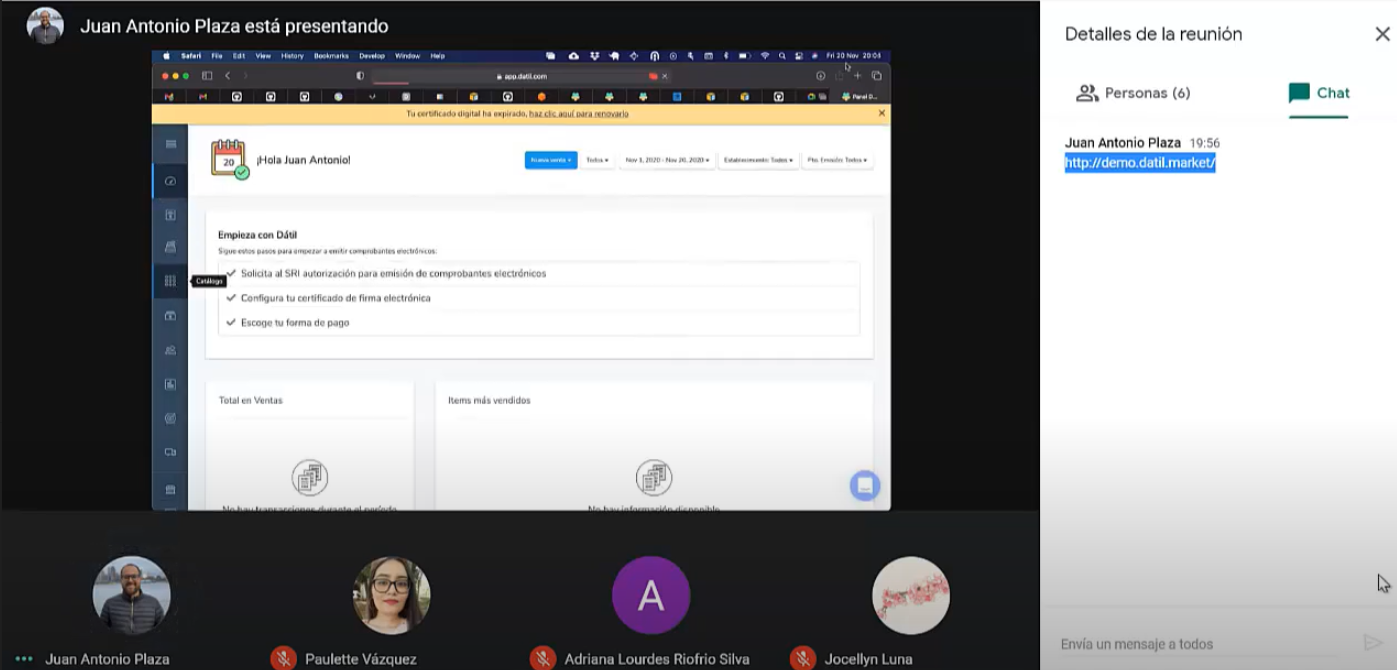 Juan Antonio Plaza está presentando
Safari File Edit View History Bookmarks Develop Window Help
Fri 20 Nov 20:04
app.datil.com
Panel D...
Tu certificado digital ha expirado, haz clic aquí para renovarlo
20
¡Hola Juan Antonio!
Nueva venta
Todos
Nov 1, 2020 - Nov 20, 2020
Establecimiento: Todos
Pto. Emisión: Todos
Empieza con Dátil
Sigue estos pasos para empezar a emitir comprobantes electrónicos:
Solicita al SRI autorización para emisión de comprobantes electrónicos
Catálogo
Configura tu certificado de firma electrónica
Escoge tu forma de pago
Total en Ventas
Items más vendidos
No hay transacciones durante el período
No hay información disponible
A
Juan Antonio Plaza
Paulette Vázquez
Adriana Lourdes Riofrio Silva
Jocellyn Luna
Detalles de la reunión
Personas (6)
Chat
Juan Antonio Plaza 19:56
http://demo.datil.market/
Envía un mensaje a todos